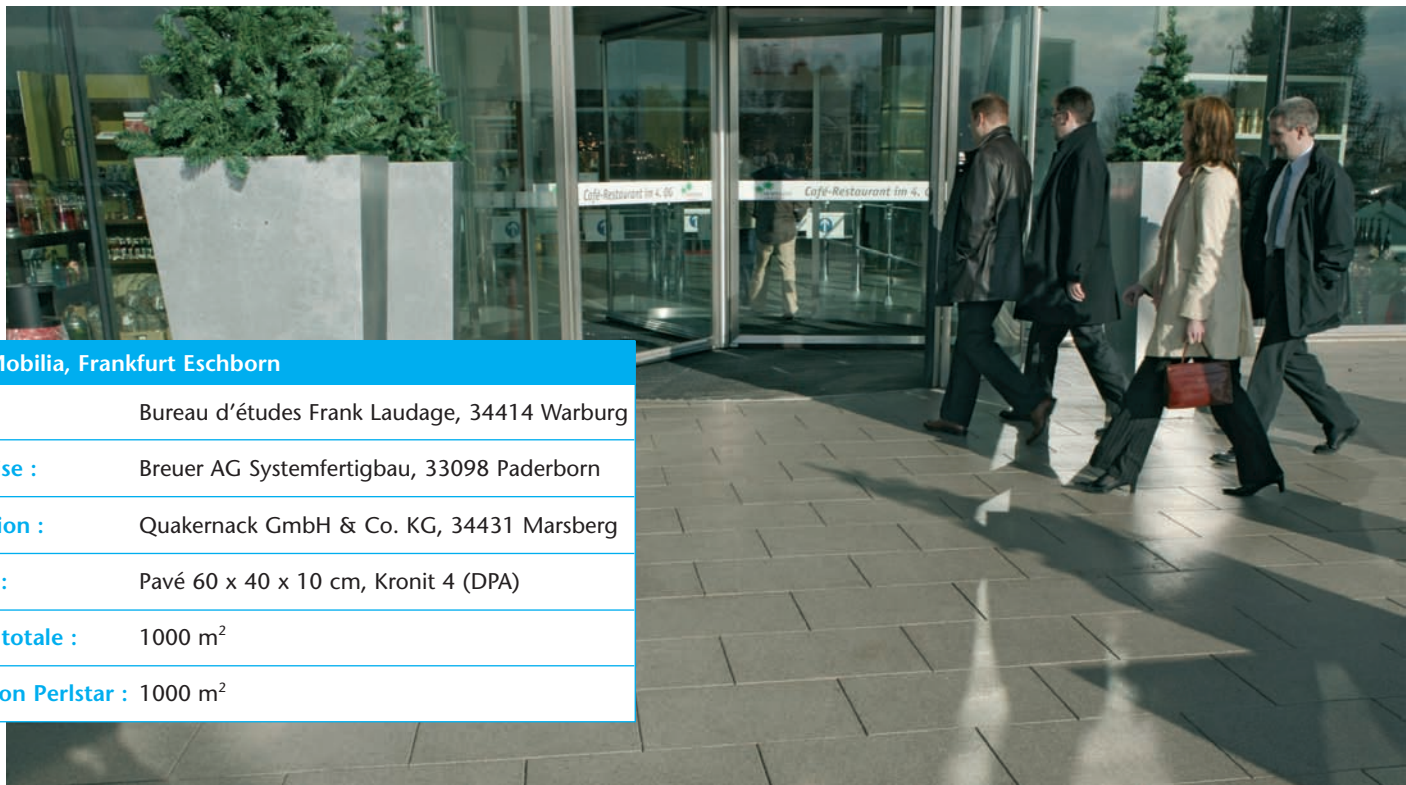 Café-Restaurant im 4. OG
Café-Restaurant im 4.
Mobilia, Frankfurt Eschborn
Bureau d'études Frank Laudage, 34414 Warburg
se : Breuer AG Systemfertigbau, 33098 Paderborn
ion : Quakernack GmbH & Co. KG, 34431 Marsberg
: Pavé 60 x 40 x 10 cm, Kronit 4 (DPA)
totale : 1000 m²
on Perlstar : 1000 m²